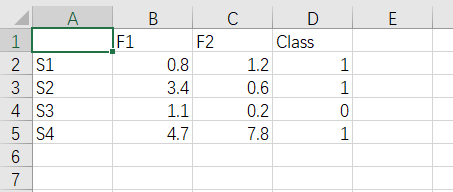 A B C D E
1 F1 F2 Class
2 S1 0.8 1.2 1
3 S2 3.4 0.6 1
4 S3 1.1 0.2 0
5 S4 4.7 7.8 1
6
7